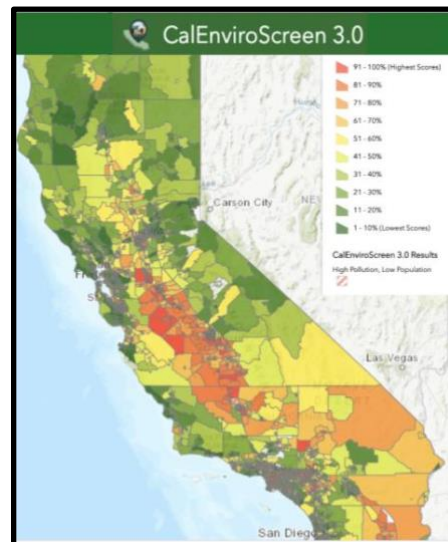 CalEnviroScreen 3.0
91 - 100% (Highest Scores)
81 - 90%
71 - 80%
61 - 70%
51 - 60%
41 - 50%
31 - 40%
21 - 30%
11 - 20%
1 - 10% (Lowest Scores)
CalEnviroScreen 3.0 Results
High Pollution, Low Population
Carson City
Las Vegas
San Diego